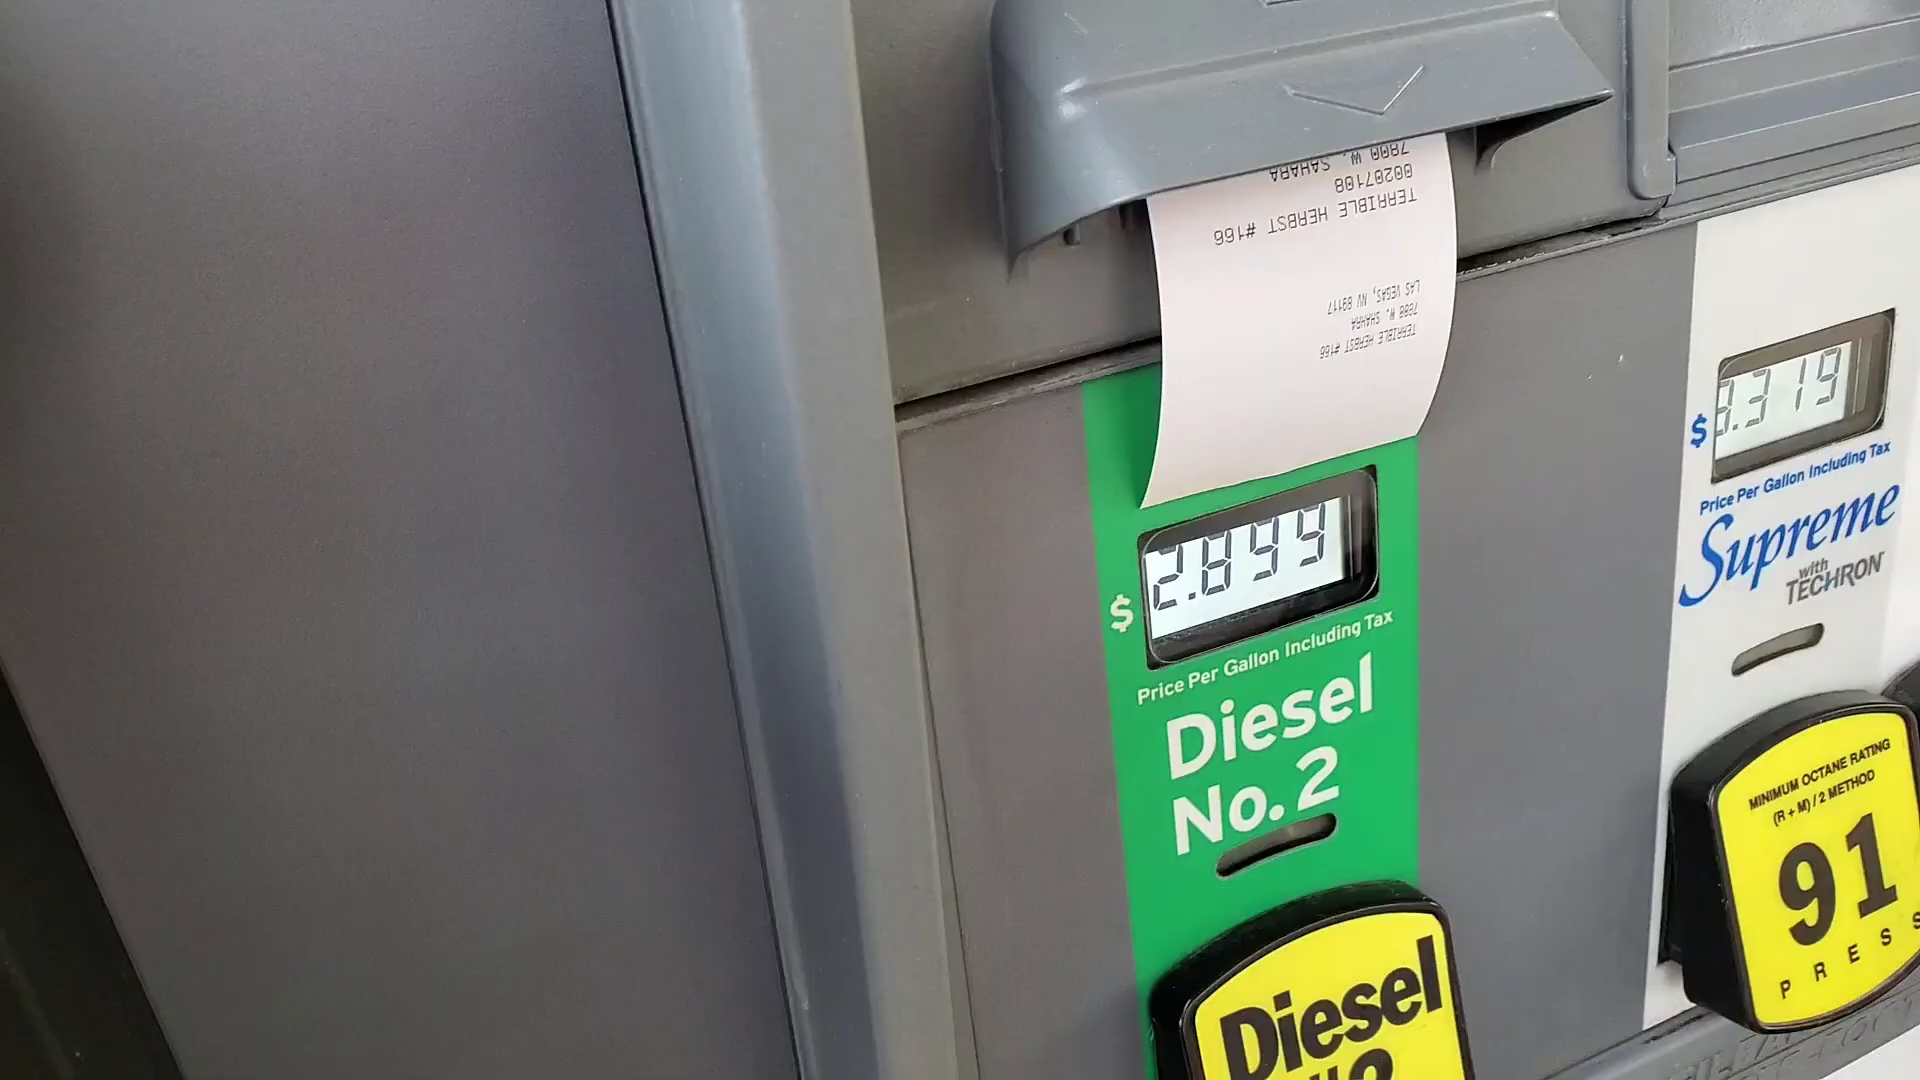 TERRIBLE HERBST #166
7800 W. SAHARA
LAS VEGAS, NV 89117
TERRIBLE HERBST #166
00207108
7800 W. SAHARA
$ 2.899
Price Per Gallon Including Tax
Diesel
No. 2
Diesel
$ 3.319
Price Per Gallon Including Tax
Supreme
with
TECHRON
MINIMUM OCTANE RATING
(R + M) / 2 METHOD
91
PRESS